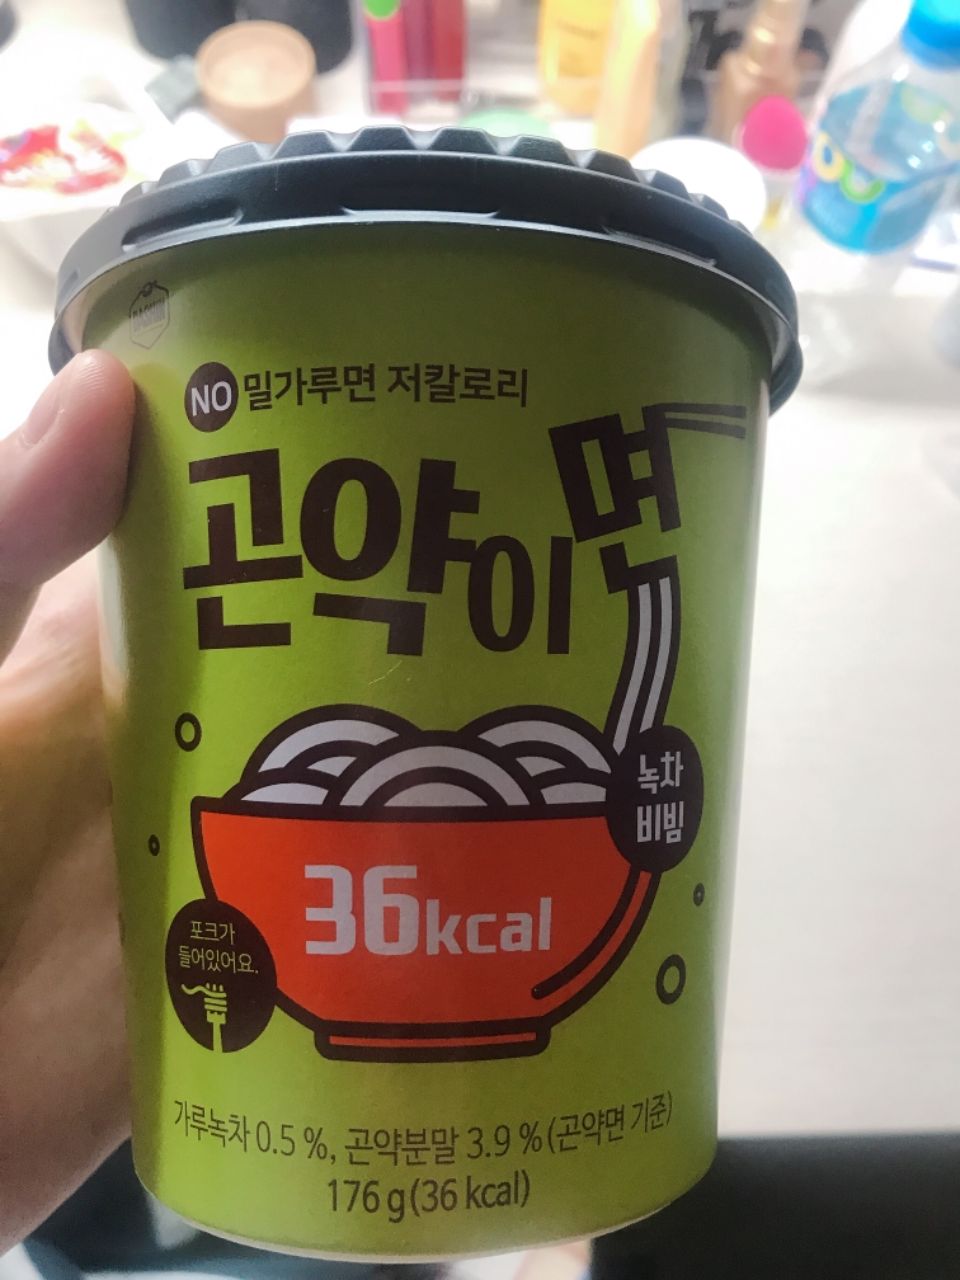 NO 밀가루면 저칼로리
곤약이면
녹차
비빔
36kcal
포크가
들어있어요.
가루녹차 0.5 %, 곤약분말 3.9 % (곤약면 기준)
176 g (36 kcal)